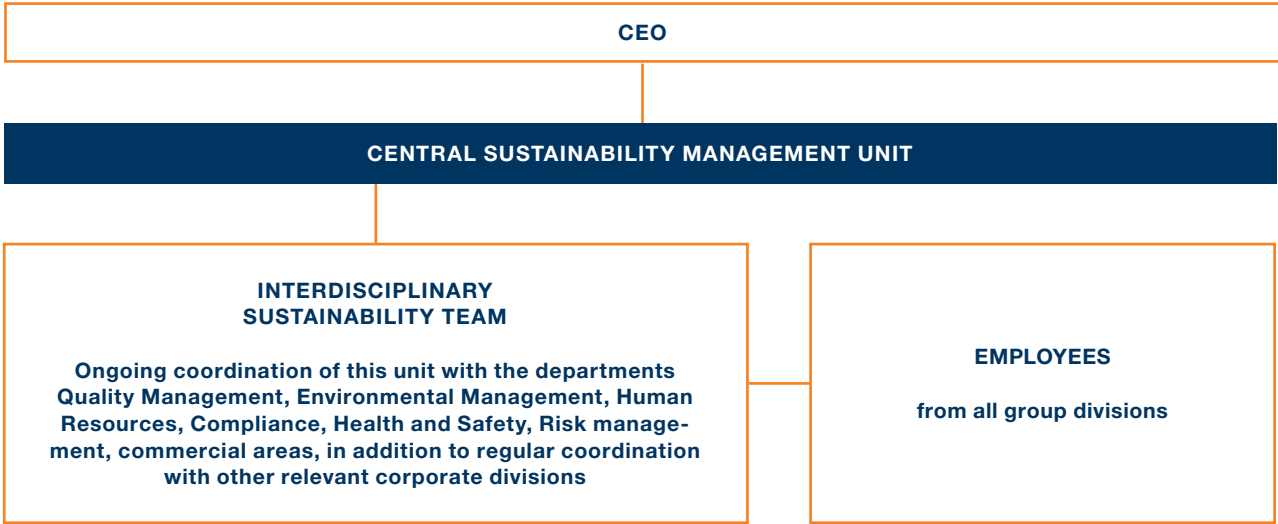 CEO
CENTRAL SUSTAINABILITY MANAGEMENT UNIT
INTERDISCIPLINARY
SUSTAINABILITY TEAM
Ongoing coordination of this unit with the departments
Quality Management, Environmental Management, Human
Resources, Compliance, Health and Safety, Risk manage-
ment, commercial areas, in addition to regular coordination
with other relevant corporate divisions
EMPLOYEES
from all group divisions